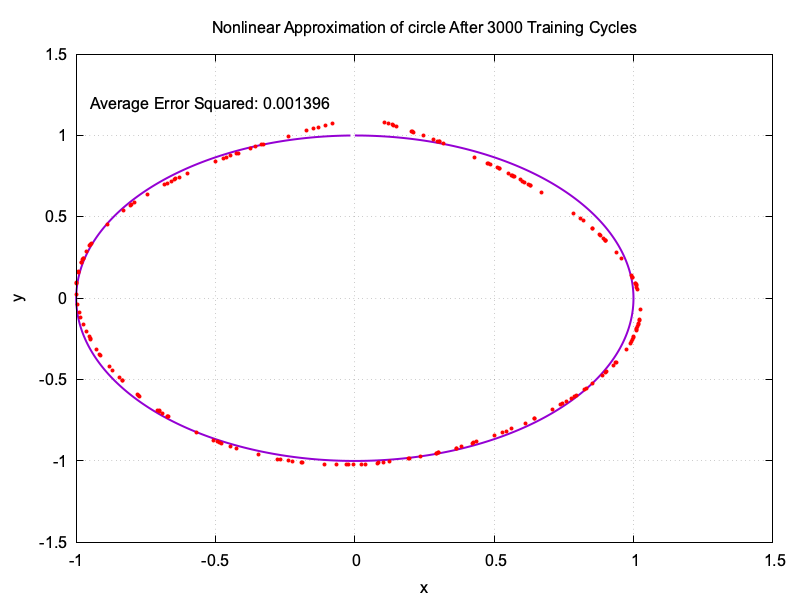 Nonlinear Approximation of circle After 3000 Training Cycles
1.5
Average Error Squared: 0.001396
1
0.5
y
0
-0.5
-1
-1.5
-1 -0.5 0 0.5 1 1.5
x